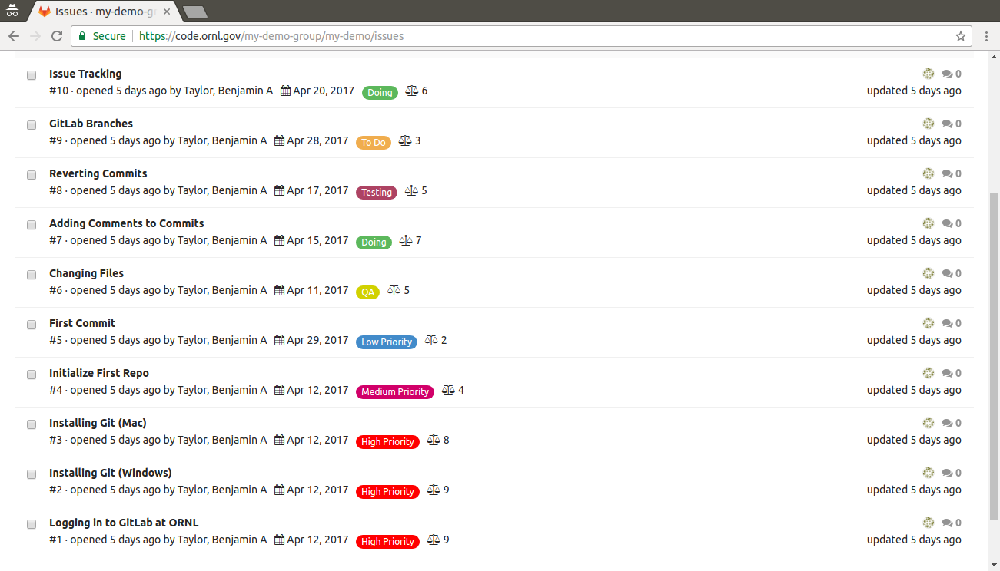 Issues · my-demo-g
Secure https://code.ornl.gov/my-demo-group/my-demo/issues
Issue Tracking 0
#10 · opened 5 days ago by Taylor, Benjamin A Apr 20, 2017 Doing 6 updated 5 days ago
GitLab Branches 0
#9 · opened 5 days ago by Taylor, Benjamin A Apr 28, 2017 To Do 3 updated 5 days ago
Reverting Commits 0
#8 · opened 5 days ago by Taylor, Benjamin A Apr 17, 2017 Testing 5 updated 5 days ago
Adding Comments to Commits 0
#7 · opened 5 days ago by Taylor, Benjamin A Apr 15, 2017 Doing 7 updated 5 days ago
Changing Files 0
#6 · opened 5 days ago by Taylor, Benjamin A Apr 11, 2017 QA 5 updated 5 days ago
First Commit 0
#5 · opened 5 days ago by Taylor, Benjamin A Apr 29, 2017 Low Priority 2 updated 5 days ago
Initialize First Repo 0
#4 · opened 5 days ago by Taylor, Benjamin A Apr 12, 2017 Medium Priority 4 updated 5 days ago
Installing Git (Mac) 0
#3 · opened 5 days ago by Taylor, Benjamin A Apr 12, 2017 High Priority 8 updated 5 days ago
Installing Git (Windows) 0
#2 · opened 5 days ago by Taylor, Benjamin A Apr 12, 2017 High Priority 9 updated 5 days ago
Logging in to GitLab at ORNL 0
#1 · opened 5 days ago by Taylor, Benjamin A Apr 12, 2017 High Priority 9 updated 5 days ago